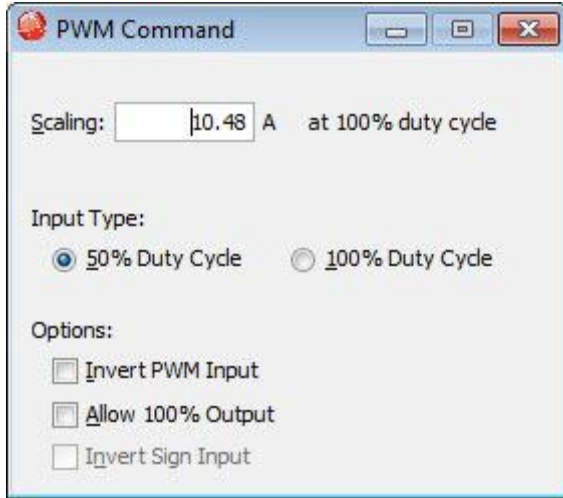 PWM Command
Scaling: 10.48 A at 100% duty cycle
Input Type:
50% Duty Cycle 100% Duty Cycle
Options:
Invert PWM Input
Allow 100% Output
Invert Sign Input